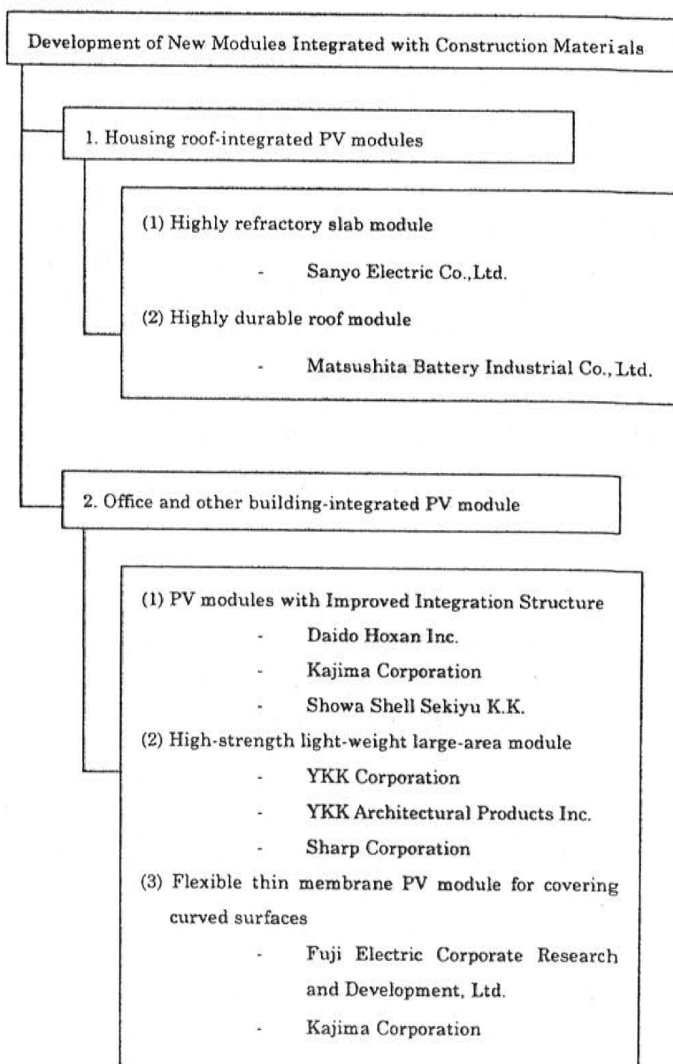 Development of New Modules Integrated with Construction Materials
1. Housing roof-integrated PV modules
(1) Highly refractory slab module
- Sanyo Electric Co.,Ltd.
(2) Highly durable roof module
- Matsushita Battery Industrial Co., Ltd.
2. Office and other building-integrated PV module
(1) PV modules with Improved Integration Structure
- Daido Hoxan Inc.
- Kajima Corporation
- Showa Shell Sekiyu K.K.
(2) High-strength light-weight large-area module
- YKK Corporation
- YKK Architectural Products Inc.
- Sharp Corporation
(3) Flexible thin membrane PV module for covering
curved surfaces
- Fuji Electric Corporate Research
and Development, Ltd.
- Kajima Corporation